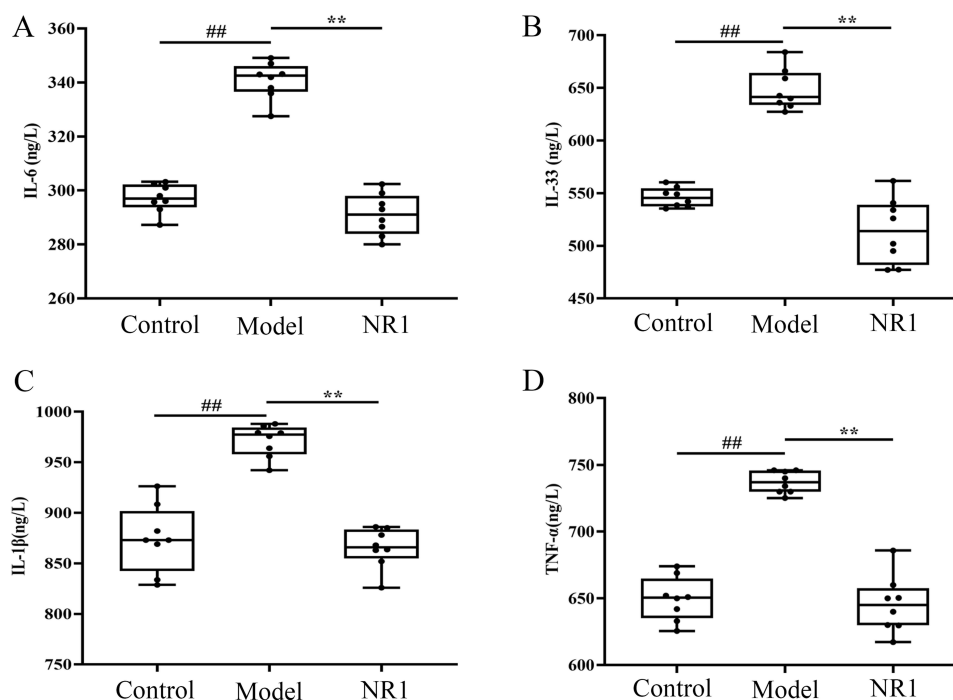 A
##
**
IL-6 (ng/L)
360
340
320
300
280
260
Control
Model
NR1
B
##
**
IL-33 (ng/L)
700
650
600
550
500
450
Control
Model
NR1
C
##
**
IL-1β(ng/L)
1000
950
900
850
800
750
Control
Model
NR1
D
##
**
TNF-α(ng/L)
800
750
700
650
600
Control
Model
NR1